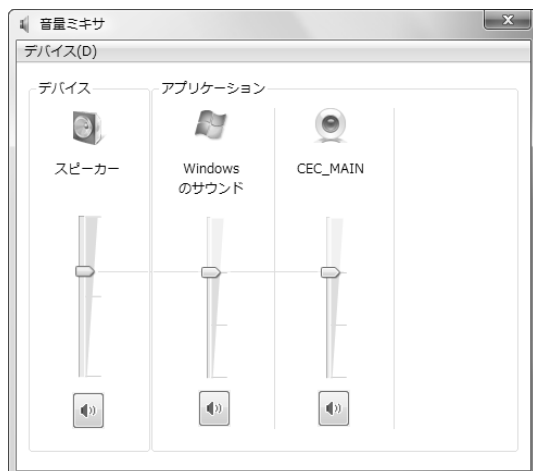 音量ミキサ
デバイス(D)
デバイス
アプリケーション
スピーカー
Windows
のサウンド
CEC_MAIN